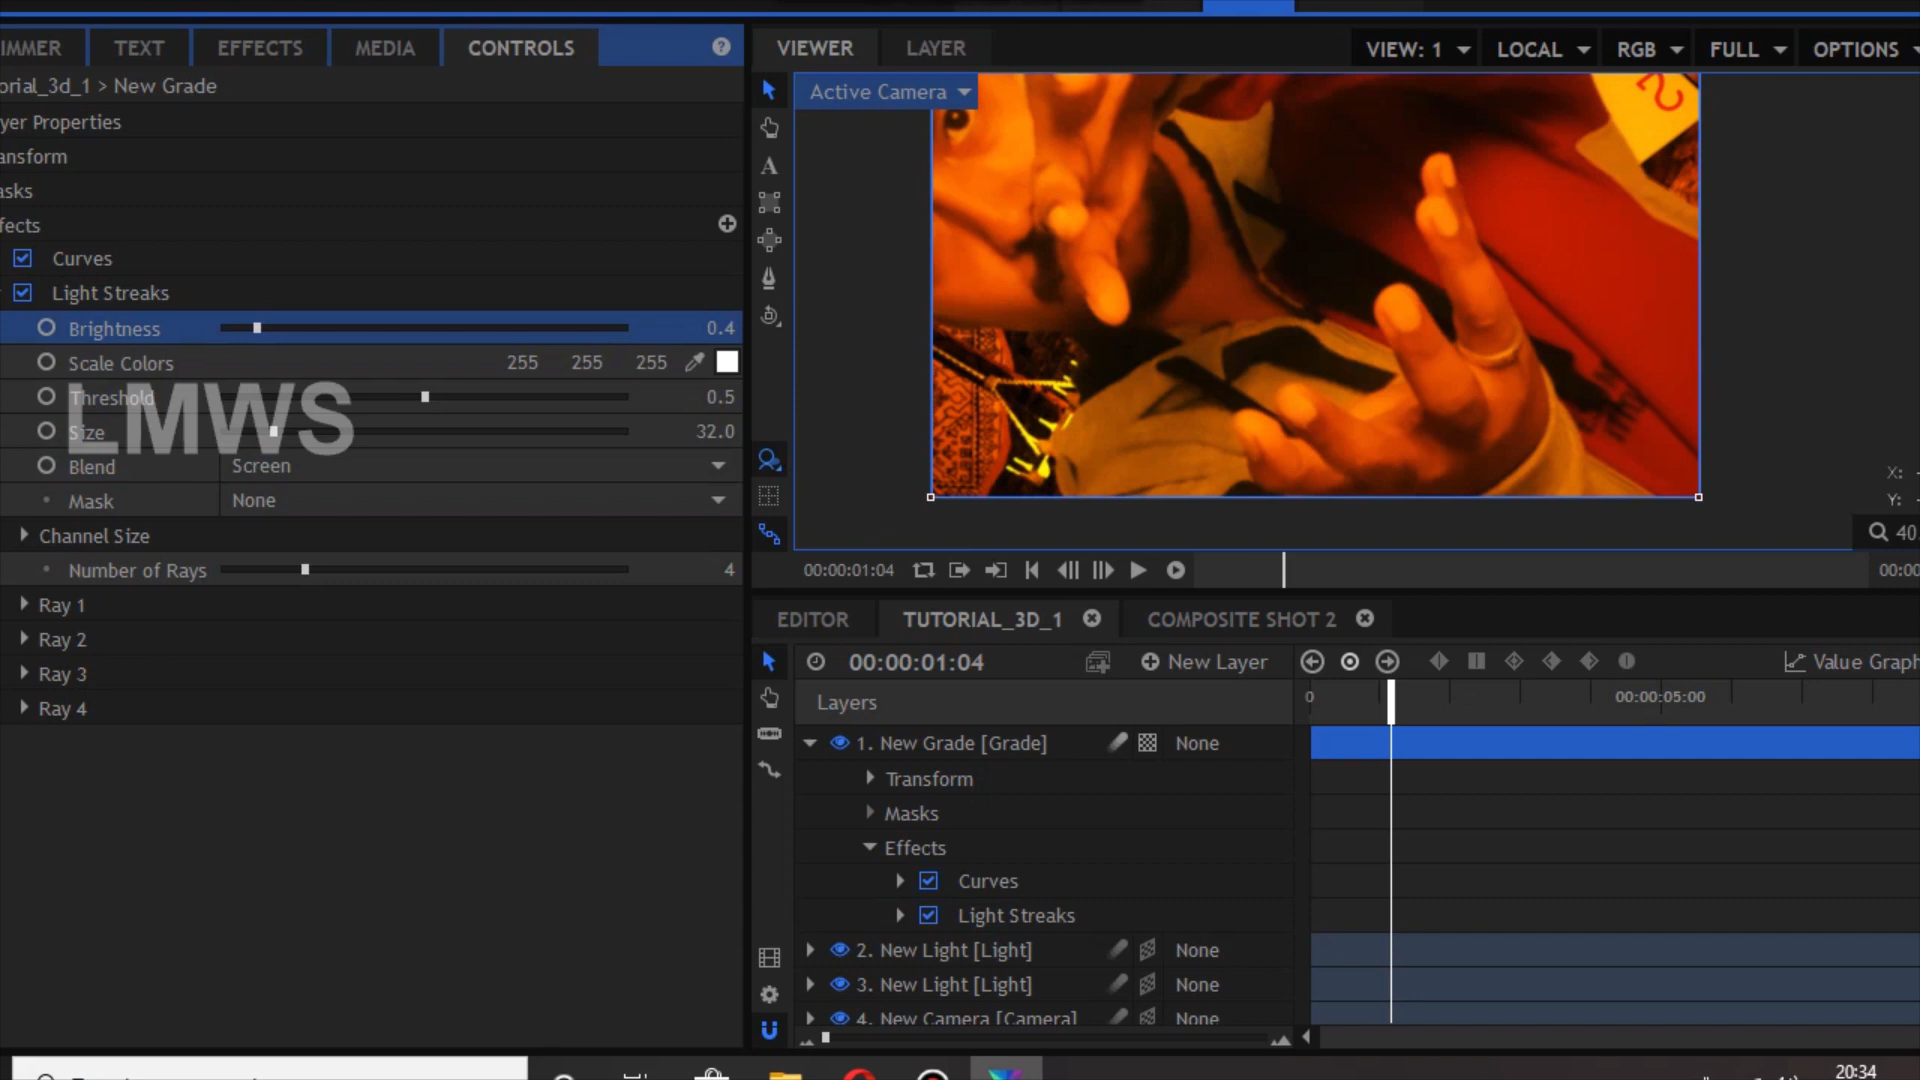 IMMER TEXT EFFECTS MEDIA CONTROLS ?
orial_3d_1 > New Grade
yer Properties
ansform
asks
fects
Curves
Light Streaks
Brightness 0.4
Scale Colors 255 255 255
Threshold 0.5
Size 32.0
LMWS
Blend Screen
Mask None
Channel Size
Number of Rays 4
Ray 1
Ray 2
Ray 3
Ray 4
VIEWER LAYER VIEW: 1 LOCAL RGB FULL OPTIONS
Active Camera
X: -
Y: -
40.
00:00:01:04 00:00
EDITOR TUTORIAL_3D_1 COMPOSITE SHOT 2
00:00:01:04 New Layer Value Graph
Layers 0 00:00:05:00
1. New Grade [Grade] None
Transform
Masks
Effects
Curves
Light Streaks
2. New Light [Light] None
3. New Light [Light] None
4. New Camera [Camera] None
20:34